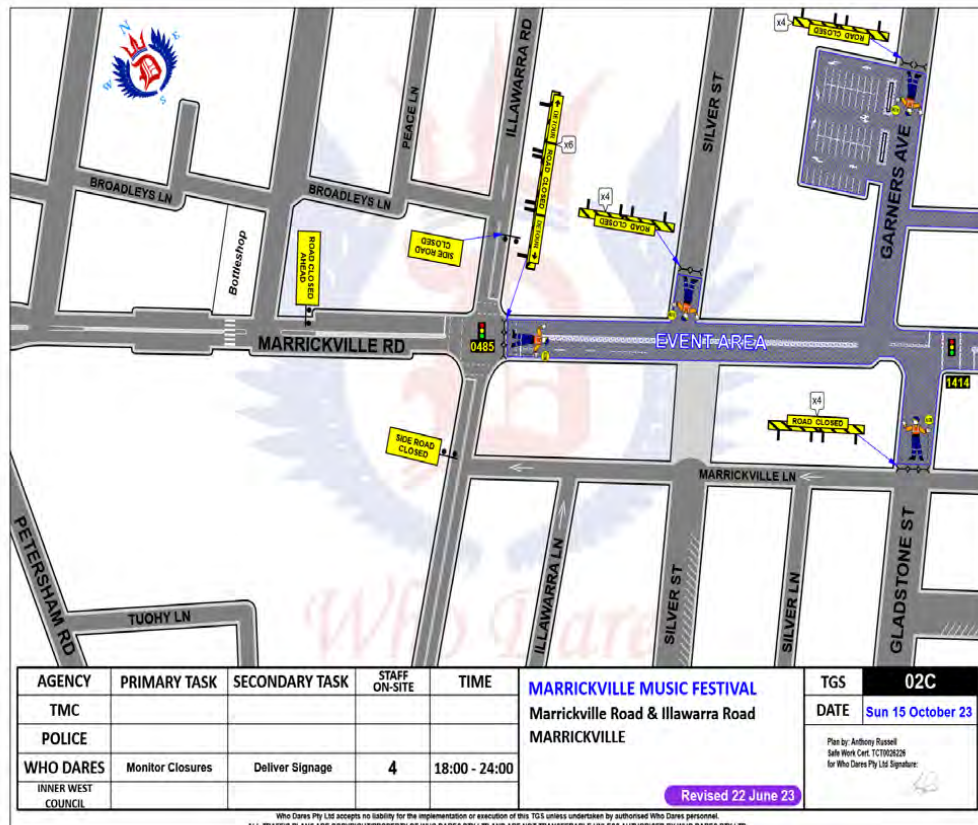 N
E
W
S
D
x4
ROAD CLOSED
ILLAWARRA RD
PEACE LN
SILVER ST
GARNERS AVE
DETOUR
ROAD CLOSED
DETOUR
x6
x4
ROAD CLOSED
BROADLEYS LN
BROADLEYS LN
Bottleshop
ROAD CLOSED
AHEAD
SIDE ROAD
CLOSED
MARRICKVILLE RD
0485
EVENT AREA
1414
x4
ROAD CLOSED
SIDE ROAD
CLOSED
MARRICKVILLE LN
PETERSHAM RD
TUOHY LN
ILLAWARRA LN
SILVER ST
SILVER LN
GLADSTONE ST
Who Dare
AGENCY PRIMARY TASK SECONDARY TASK STAFF ON-SITE TIME
TMC
POLICE
WHO DARES Monitor Closures Deliver Signage 4 18:00 - 24:00
INNER WEST
COUNCIL
MARRICKVILLE MUSIC FESTIVAL
Marrickville Road & Illawarra Road
MARRICKVILLE
Revised 22 June 23
TGS 02C
DATE Sun 15 October 23
Plan by: Anthony Russell
Safe Work Cert. TCT0026226
for Who Dares Pty Ltd Signature:
Who Dares Pty Ltd accepts no liability for the implementation or execution of this TGS unless undertaken by authorised Who Dares personnel.